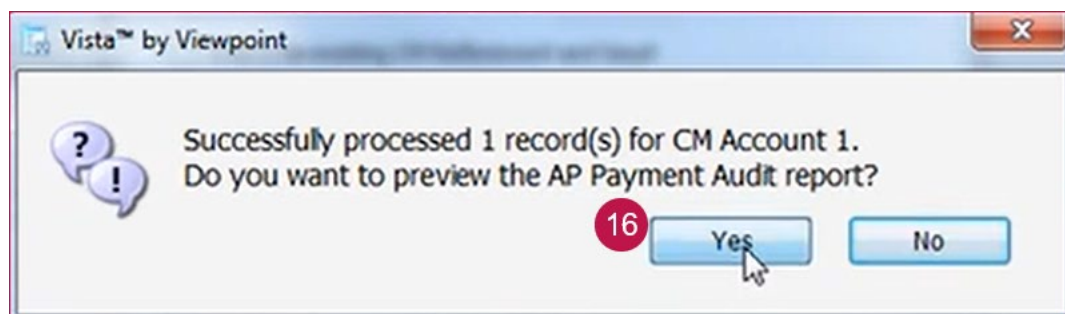 Vista™ by Viewpoint
Successfully processed 1 record(s) for CM Account 1.
Do you want to preview the AP Payment Audit report?
16 Yes No